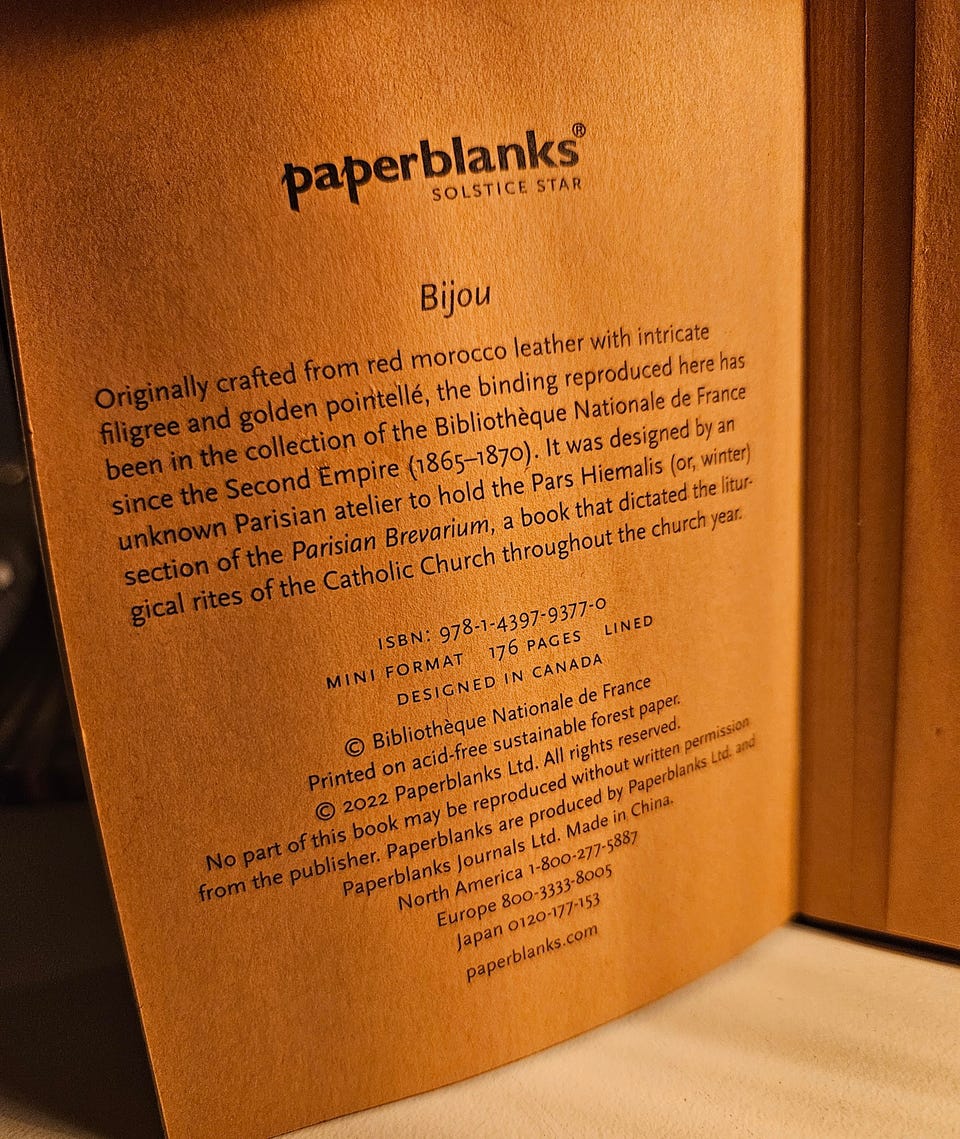 paperblanks®
SOLSTICE STAR
Bijou
Originally crafted from red morocco leather with intricate
filigree and golden pointellé, the binding reproduced here has
been in the collection of the Bibliothèque Nationale de France
since the Second Empire (1865–1870). It was designed by an
unknown Parisian atelier to hold the Pars Hiemalis (or, winter)
section of the Parisian Brevarium, a book that dictated the litur-
gical rites of the Catholic Church throughout the church year.
ISBN: 978-1-4397-9377-0
MINI FORMAT 176 PAGES LINED
DESIGNED IN CANADA
© Bibliothèque Nationale de France
Printed on acid-free sustainable forest paper.
© 2022 Paperblanks Ltd. All rights reserved.
No part of this book may be reproduced without written permission
from the publisher. Paperblanks are produced by Paperblanks Ltd. and
Paperblanks Journals Ltd. Made in China.
North America 1-800-277-5887
Europe 800-3333-8005
Japan 0120-177-153
paperblanks.com